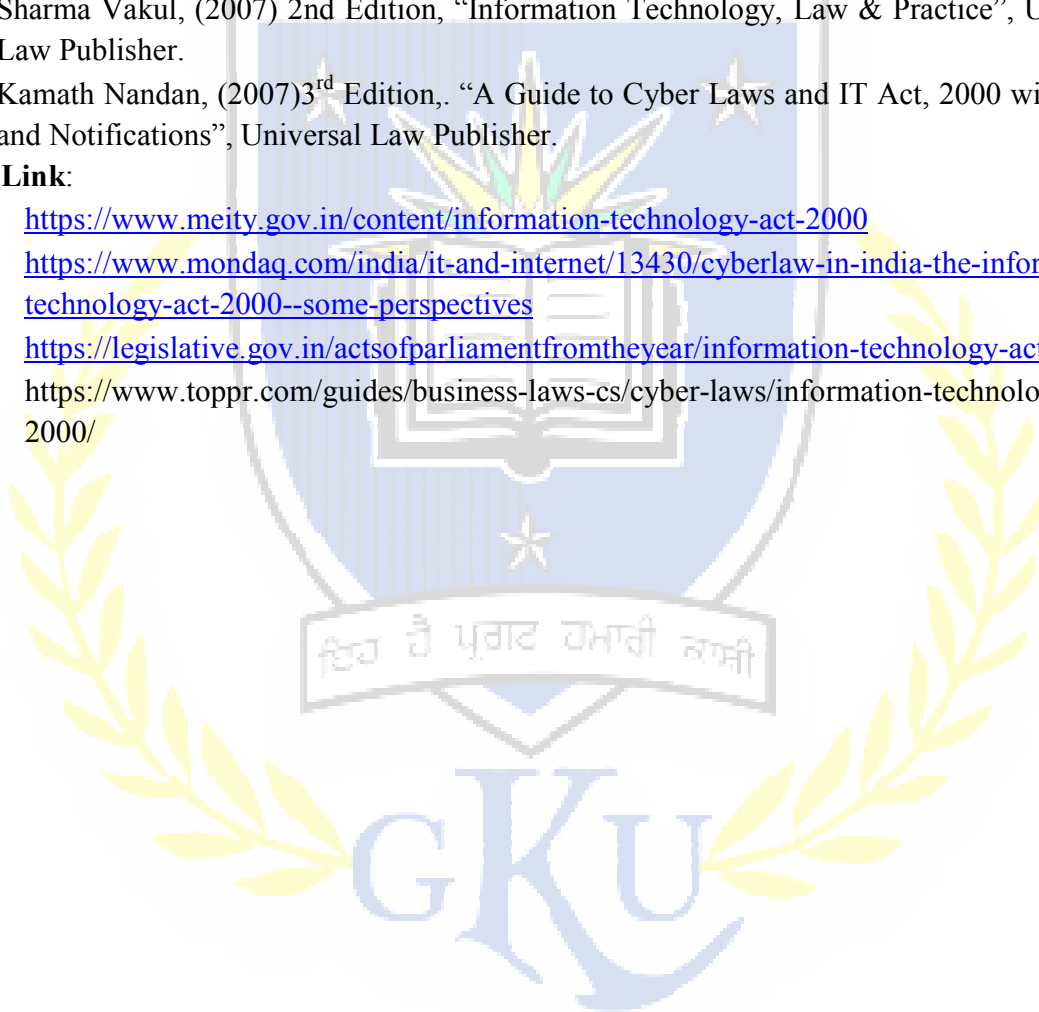 Sharma Vakul, (2007) 2nd Edition, “Information Technology, Law & Practice”, U
Law Publisher.
Kamath Nandan, (2007)3rd Edition,. “A Guide to Cyber Laws and IT Act, 2000 wi
and Notifications”, Universal Law Publisher.
Link:
https://www.meity.gov.in/content/information-technology-act-2000
https://www.mondaq.com/india/it-and-internet/13430/cyberlaw-in-india-the-infor
technology-act-2000--some-perspectives
https://legislative.gov.in/actsofparliamentfromtheyear/information-technology-act
https://www.toppr.com/guides/business-laws-cs/cyber-laws/information-technolo
2000/
ਇਹ ਹੈ ਪ੍ਰਗਟ ਹਮਾਰੀ ਕਾਸੀ
GKU